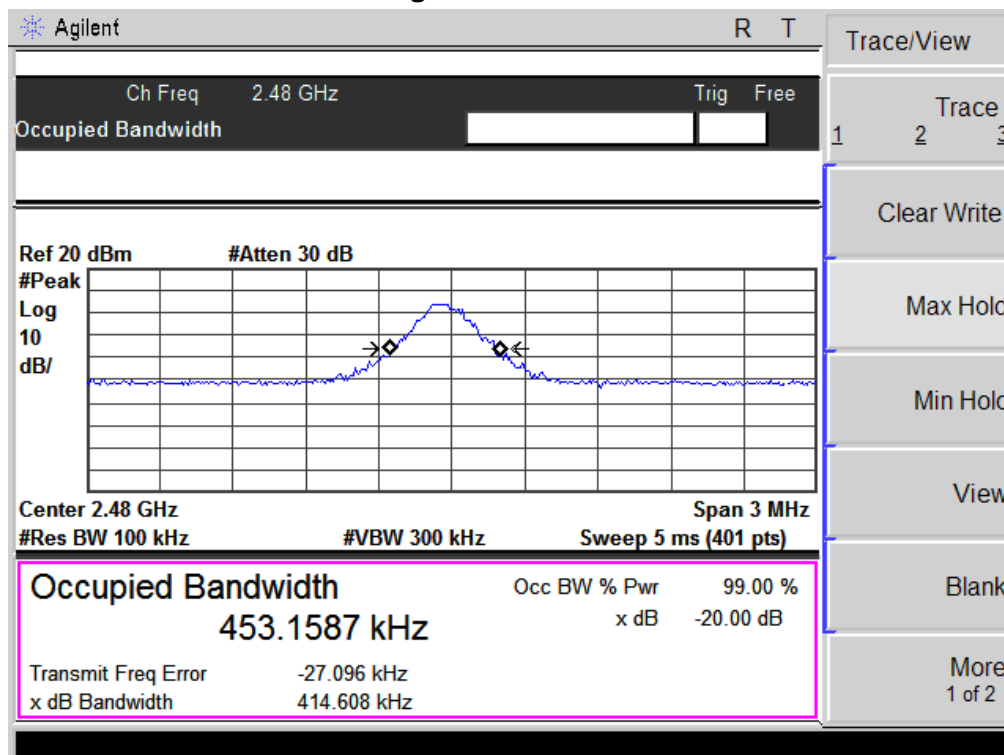 Agilent R T
Trace/View
Ch Freq 2.48 GHz Trig Free
Occupied Bandwidth
Trace
1 2 3
Clear Write
Ref 20 dBm #Atten 30 dB
#Peak
Log
10
dB/
Max Hold
Min Hold
View
Center 2.48 GHz Span 3 MHz
#Res BW 100 kHz #VBW 300 kHz Sweep 5 ms (401 pts)
Occupied Bandwidth
453.1587 kHz
Occ BW % Pwr 99.00 %
x dB -20.00 dB
Transmit Freq Error -27.096 kHz
x dB Bandwidth 414.608 kHz
Blank
More
1 of 2